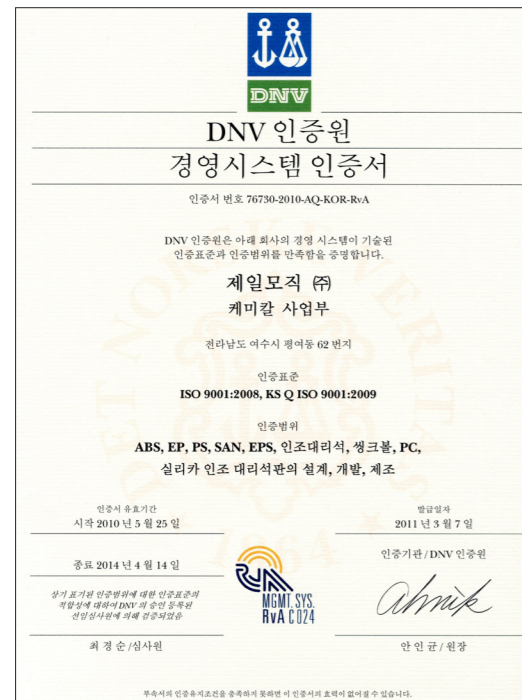 DNV
DNV 인증원
경영시스템 인증서
인증서 번호 76730-2010-AQ-KOR-RvA
DNV 인증원은 아래 회사의 경영 시스템이 기술된
인증표준과 인증범위를 만족함을 증명합니다.
제일모직 ㈜
케미칼 사업부
전라남도 여수시 평여동 62 번지
인증표준
ISO 9001:2008, KS Q ISO 9001:2009
인증범위
ABS, EP, PS, SAN, EPS, 인조대리석, 씽크볼, PC,
실리카 인조 대리석판의 설계, 개발, 제조
인증서 유효기간
시작 2010 년 5 월 25 일
종료 2014 년 4 월 14 일
상기 표기된 인증범위에 대한 인증표준의
적합성에 대하여 DNV 의 승인 등록된
선임심사원에 의해 검증되었음
최 경 순 /심사원
RvA
MGMT. SYS.
RvA C 024
발급일자
2011 년 3 월 7 일
인증기관 / DNV 인증원
안 인 균 / 원장
부속서의 인증유지조건을 충족하지 못하면 이 인증서의 효력이 없어질 수 있습니다.
DET NORSKE VERITAS
1864